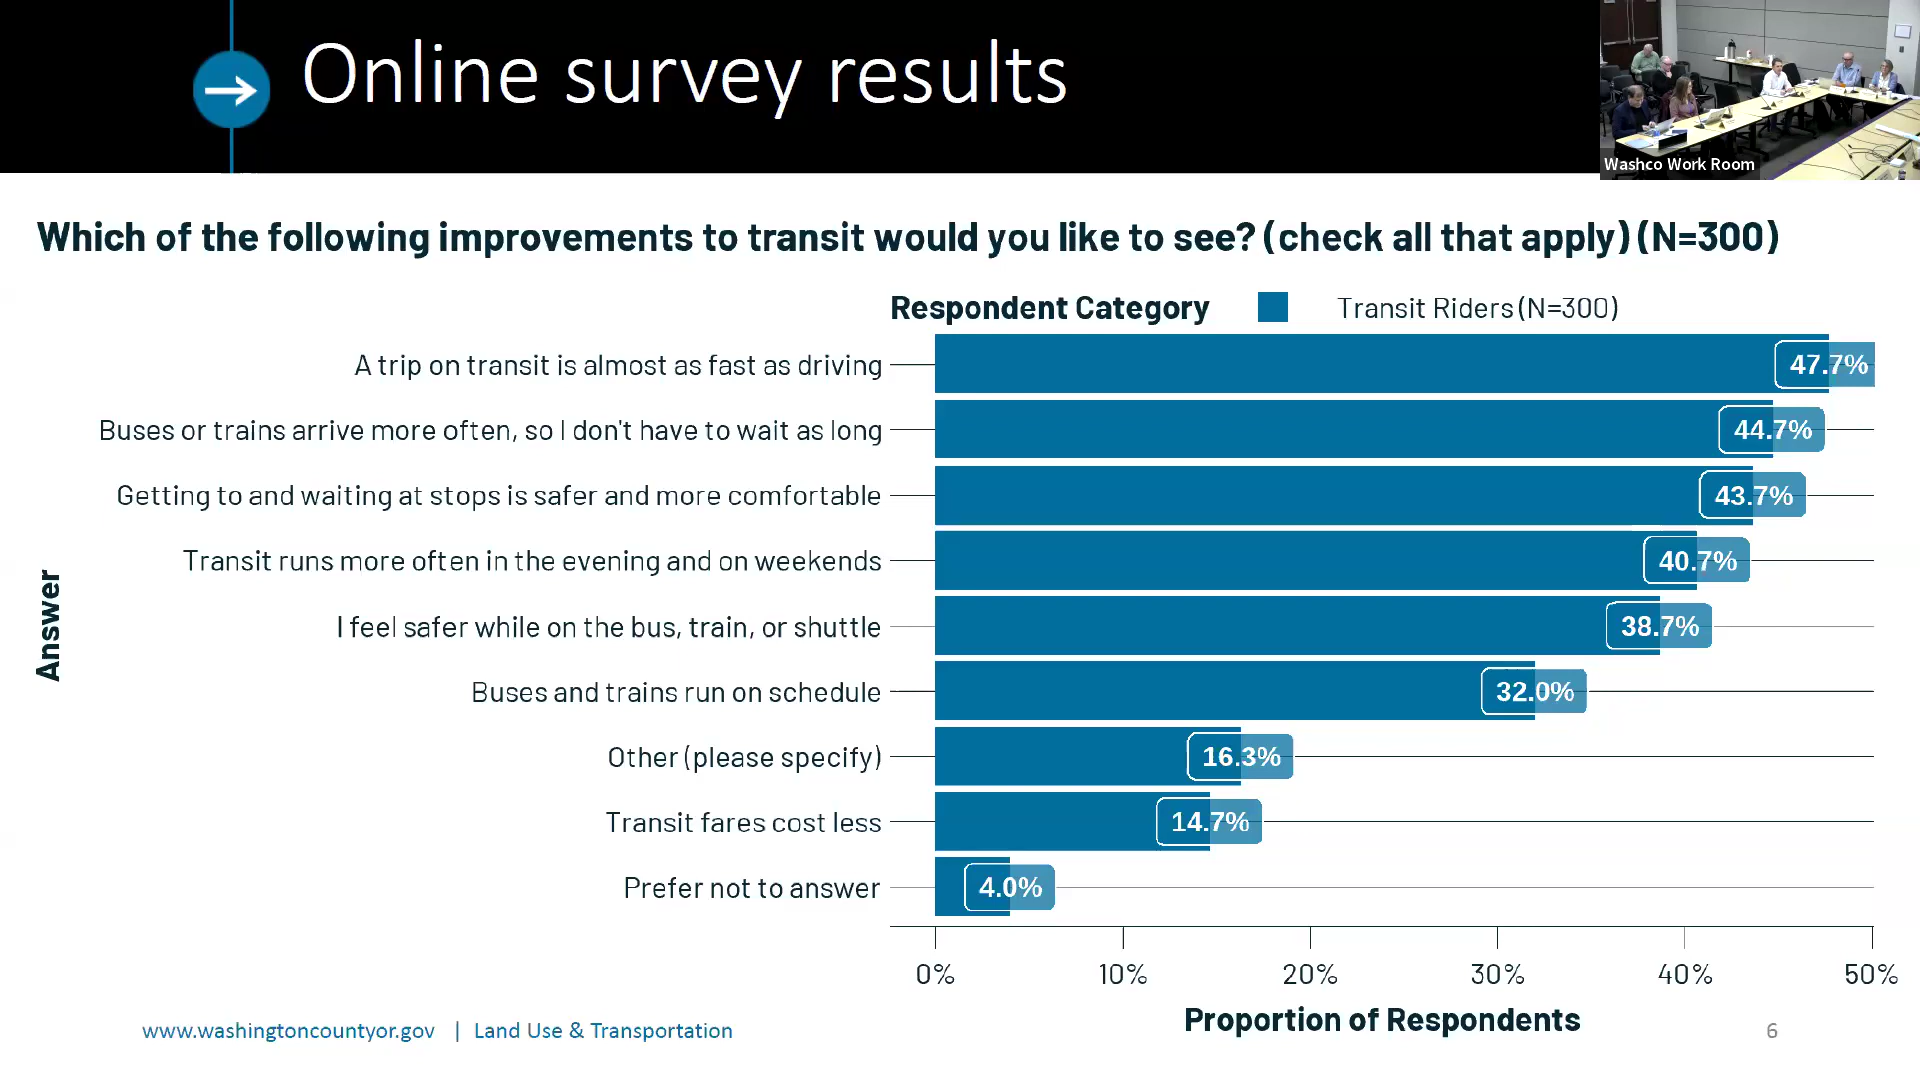 Online survey results
Washco Work Room
Which of the following improvements to transit would you like to see? (check all that apply) (N=300)
Respondent Category Transit Riders (N=300)
A trip on transit is almost as fast as driving 47.7%
Buses or trains arrive more often, so I don't have to wait as long 44.7%
Getting to and waiting at stops is safer and more comfortable 43.7%
Transit runs more often in the evening and on weekends 40.7%
I feel safer while on the bus, train, or shuttle 38.7%
Buses and trains run on schedule 32.0%
Other (please specify) 16.3%
Transit fares cost less 14.7%
Prefer not to answer 4.0%
Answer
0% 10% 20% 30% 40% 50%
Proportion of Respondents
www.washingtoncountyor.gov | Land Use & Transportation 6